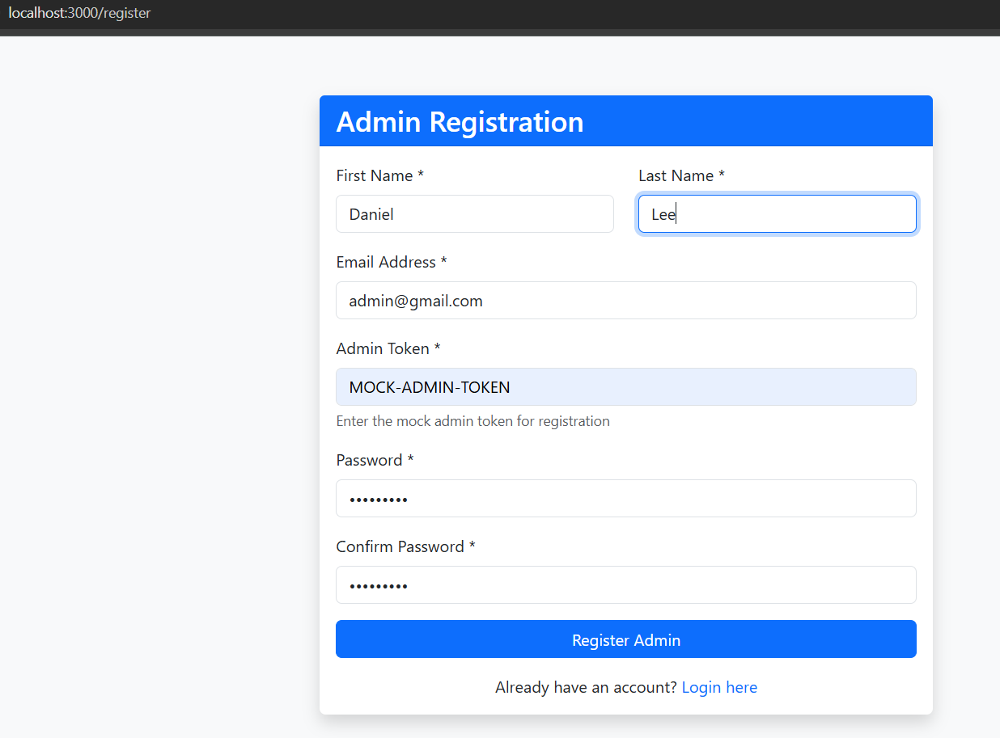 localhost:3000/register
Admin Registration
First Name *
Last Name *
Daniel
Lee
Email Address *
admin@gmail.com
Admin Token *
MOCK-ADMIN-TOKEN
Enter the mock admin token for registration
Password *
•••••••••
Confirm Password *
•••••••••
Register Admin
Already have an account? Login here